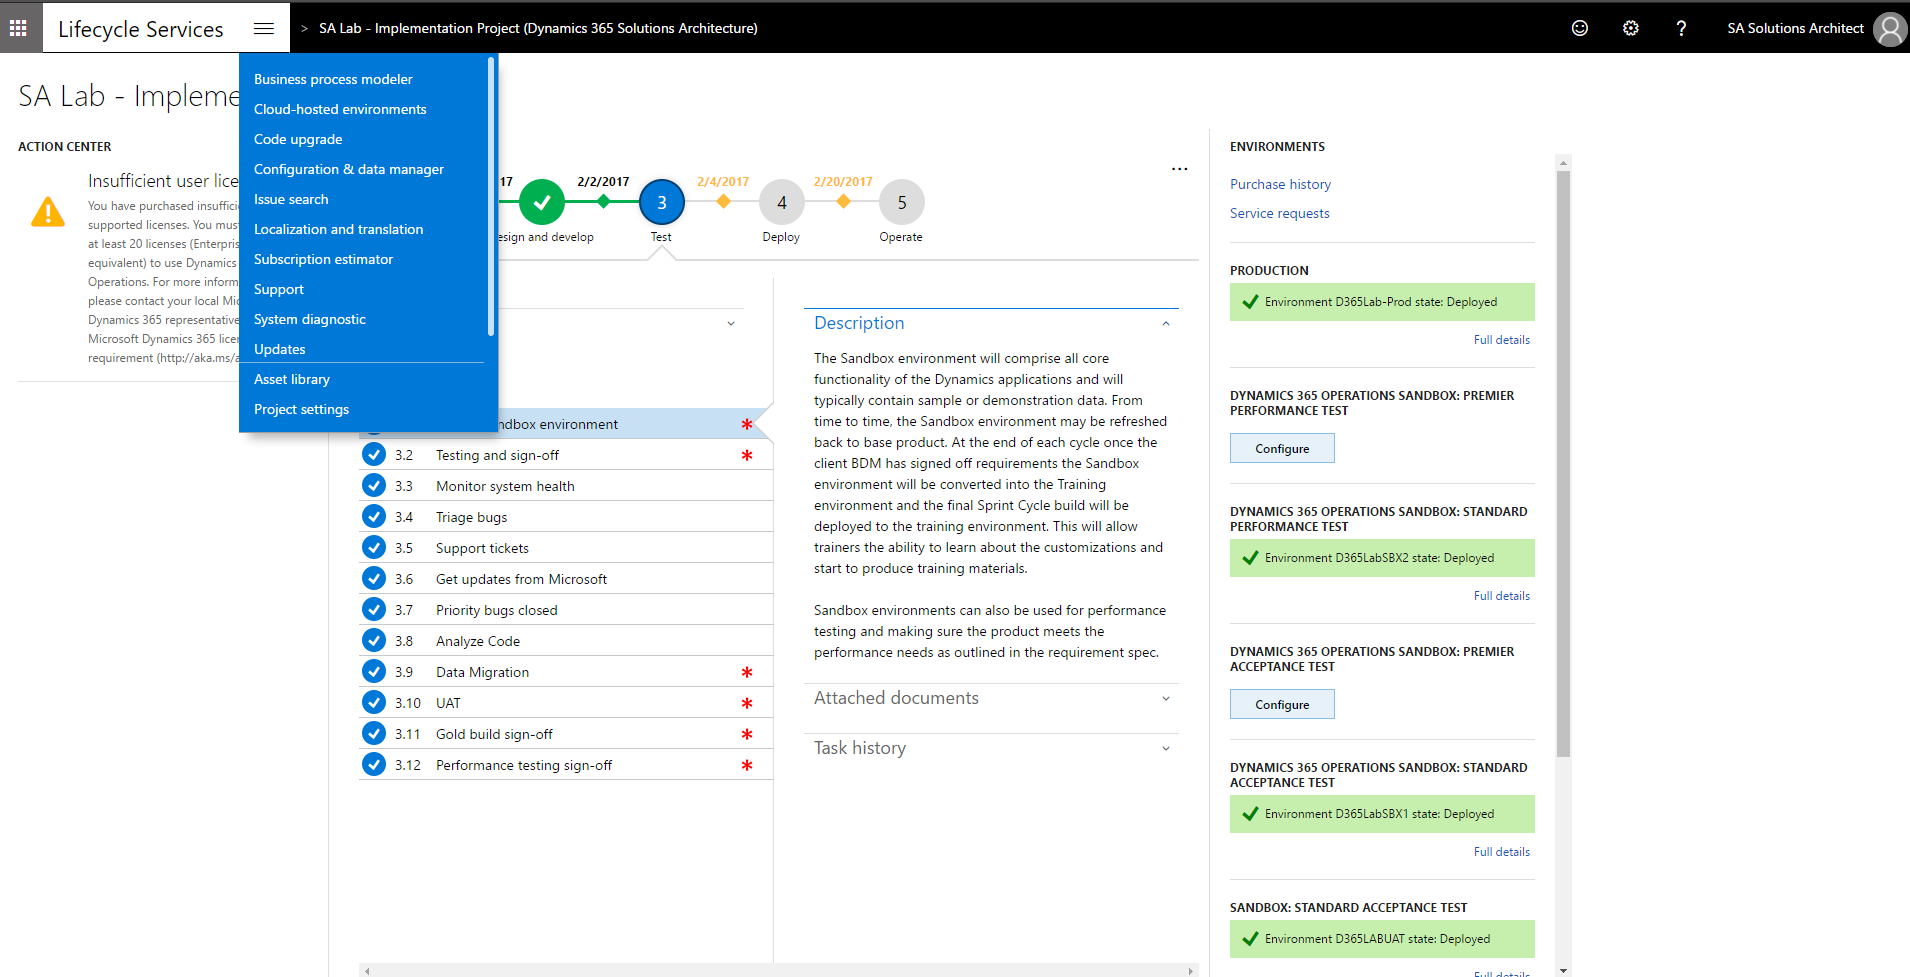 Lifecycle Services
> SA Lab - Implementation Project (Dynamics 365 Solutions Architecture)
?
SA Solutions Architect
SA Lab - Impleme
Business process modeler
Cloud-hosted environments
Code upgrade
Configuration & data manager
Issue search
Localization and translation
Subscription estimator
Support
System diagnostic
Updates
Asset library
Project settings
ACTION CENTER
Insufficient user lice
You have purchased insuffici
supported licenses. You must
at least 20 licenses (Enterpris
equivalent) to use Dynamics
Operations. For more inform
please contact your local Mic
Dynamics 365 representative
Microsoft Dynamics 365 licen
requirement (http://aka.ms/a
17
2/2/2017
2/4/2017
2/20/2017
...
3
4
5
esign and develop
Test
Deploy
Operate
ndbox environment *
3.2 Testing and sign-off *
3.3 Monitor system health
3.4 Triage bugs
3.5 Support tickets
3.6 Get updates from Microsoft
3.7 Priority bugs closed
3.8 Analyze Code
3.9 Data Migration *
3.10 UAT *
3.11 Gold build sign-off *
3.12 Performance testing sign-off *
Description
The Sandbox environment will comprise all core
functionality of the Dynamics applications and will
typically contain sample or demonstration data. From
time to time, the Sandbox environment may be refreshed
back to base product. At the end of each cycle once the
client BDM has signed off requirements the Sandbox
environment will be converted into the Training
environment and the final Sprint Cycle build will be
deployed to the training environment. This will allow
trainers the ability to learn about the customizations and
start to produce training materials.
Sandbox environments can also be used for performance
testing and making sure the product meets the
performance needs as outlined in the requirement spec.
Attached documents
Task history
ENVIRONMENTS
Purchase history
Service requests
PRODUCTION
Environment D365Lab-Prod state: Deployed
Full details
DYNAMICS 365 OPERATIONS SANDBOX: PREMIER
PERFORMANCE TEST
Configure
DYNAMICS 365 OPERATIONS SANDBOX: STANDARD
PERFORMANCE TEST
Environment D365LabSBX2 state: Deployed
Full details
DYNAMICS 365 OPERATIONS SANDBOX: PREMIER
ACCEPTANCE TEST
Configure
DYNAMICS 365 OPERATIONS SANDBOX: STANDARD
ACCEPTANCE TEST
Environment D365LabSBX1 state: Deployed
Full details
SANDBOX: STANDARD ACCEPTANCE TEST
Environment D365LABUAT state: Deployed
Full details